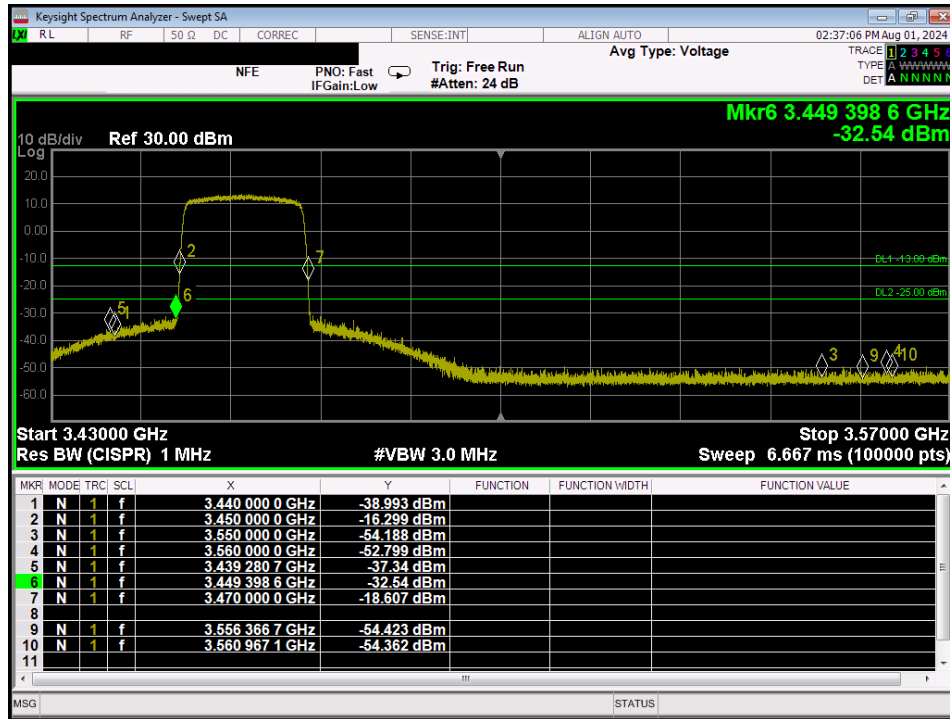 Keysight Spectrum Analyzer - Swept SA
LXI RL RF 50 Ω DC CORREC SENSE:INT ALIGN AUTO 02:37:06 PM Aug 01, 2024
NFE PNO: Fast IFGain:Low Trig: Free Run #Atten: 24 dB Avg Type: Voltage
TRACE 1 2 3 4 5 6
TYPE A WWWWW
DET A N N N N N
Mkr6 3.449 398 6 GHz
-32.54 dBm
10 dB/div Ref 30.00 dBm
Log
20.0
10.0
0.00
-10.0
-20.0
-30.0
-40.0
-50.0
-60.0
2
7
DL1 -13.00 dBm
6
DL2 -25.00 dBm
5 1
3 9 4 10
Start 3.43000 GHz Stop 3.57000 GHz
Res BW (CISPR) 1 MHz #VBW 3.0 MHz Sweep 6.667 ms (100000 pts)
MKR MODE TRC SCL X Y FUNCTION FUNCTION WIDTH FUNCTION VALUE
1 N 1 f 3.440 000 0 GHz -38.993 dBm
2 N 1 f 3.450 000 0 GHz -16.299 dBm
3 N 1 f 3.550 000 0 GHz -54.188 dBm
4 N 1 f 3.560 000 0 GHz -52.799 dBm
5 N 1 f 3.439 280 7 GHz -37.34 dBm
6 N 1 f 3.449 398 6 GHz -32.54 dBm
7 N 1 f 3.470 000 0 GHz -18.607 dBm
8
9 N 1 f 3.556 366 7 GHz -54.423 dBm
10 N 1 f 3.560 967 1 GHz -54.362 dBm
11
MSG STATUS